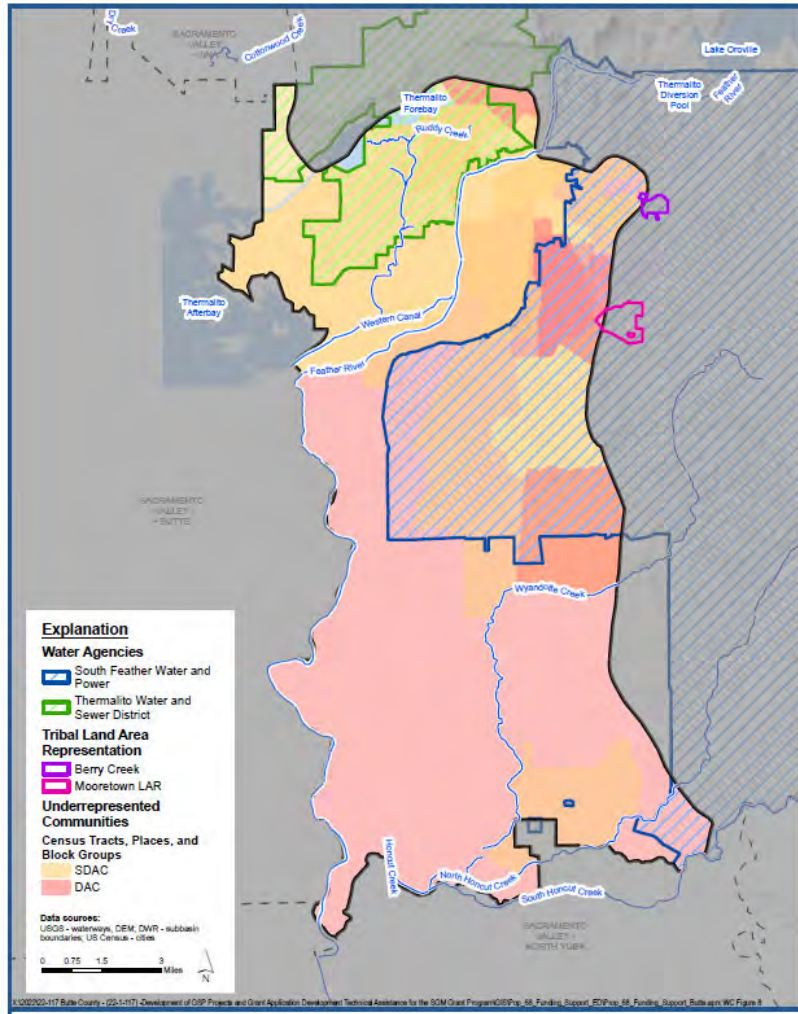 Dry
Creek
SACRAMENTO
VALLEY
Cottonwood Creek
Lake Oroville
Thermalito
Diversion
Pool
Feather
River
Thermalito
Forebay
Ruddy Creek
Thermalito
Afterbay
Western Canal
Feather River
SACRAMENTO
VALLEY
- BUTTE
Wyandotte Creek
Honcut Creek
North Honcut Creek
South Honcut Creek
SACRAMENTO
VALLEY -
NORTH YUBA
Explanation
Water Agencies
South Feather Water and
Power
Thermalito Water and
Sewer District
Tribal Land Area
Representation
Berry Creek
Mooretown LAR
Underrepresented
Communities
Census Tracts, Places, and
Block Groups
SDAC
DAC
Data sources:
USGS - waterways, DEM; DWR - subbasin
boundaries; US Census - cities
0 0.75 1.5 3
Miles
N